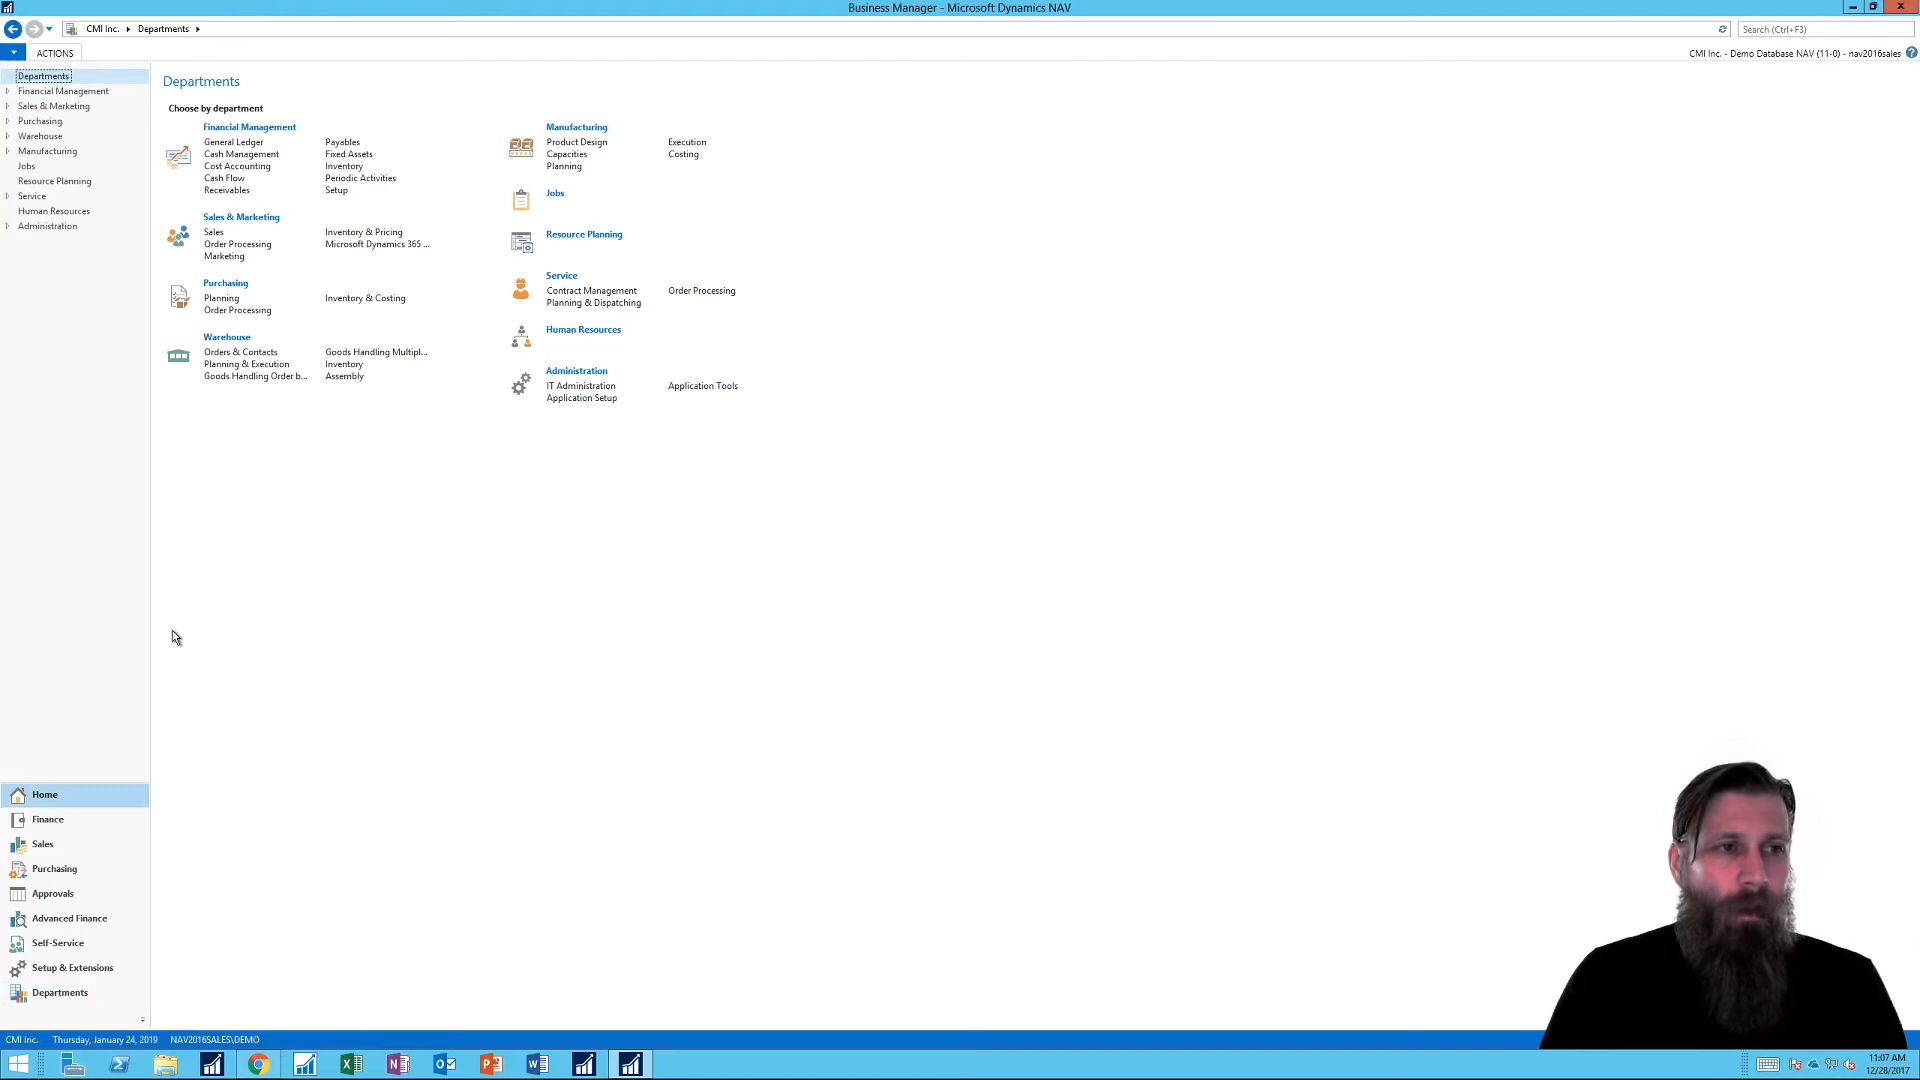 Business Manager - Microsoft Dynamics NAV
CMI Inc. Departments
Search (Ctrl+F3)
ACTIONS
CMI Inc. - Demo Database NAV (11-0) - nav2016sales
Departments
Financial Management
Sales & Marketing
Purchasing
Warehouse
Manufacturing
Jobs
Resource Planning
Service
Human Resources
Administration
Departments
Choose by department
Financial Management
General Ledger Payables
Cash Management Fixed Assets
Cost Accounting Inventory
Cash Flow Periodic Activities
Receivables Setup
Sales & Marketing
Sales Inventory & Pricing
Order Processing Microsoft Dynamics 365 ...
Marketing
Purchasing
Planning Inventory & Costing
Order Processing
Warehouse
Orders & Contacts Goods Handling Multipl...
Planning & Execution Inventory
Goods Handling Order b... Assembly
Manufacturing
Product Design Execution
Capacities Costing
Planning
Jobs
Resource Planning
Service
Contract Management Order Processing
Planning & Dispatching
Human Resources
Administration
IT Administration Application Tools
Application Setup
Home
Finance
Sales
Purchasing
Approvals
Advanced Finance
Self-Service
Setup & Extensions
Departments
CMI Inc. Thursday, January 24, 2019 NAV2016SALES\DEMO
11:07 AM
12/28/2017